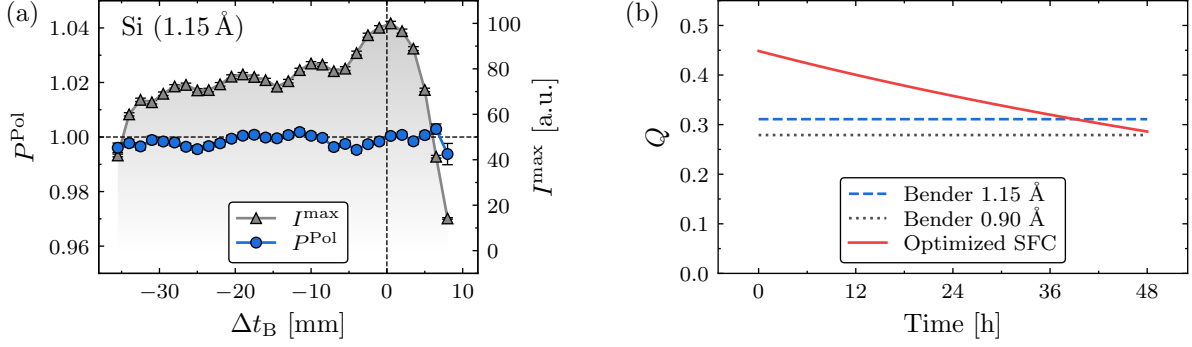 (a)
Si (1.15 Å)
1.04
1.02
1.00
0.98
0.96
P^Pol
100
80
60
40
20
0
I^max [a.u.]
I^max
P^Pol
−30
−20
−10
0
10
Δt_B [mm]
(b)
0.5
0.4
0.3
0.2
0.1
0.0
Q
Bender 1.15 Å
Bender 0.90 Å
Optimized SFC
0
12
24
36
48
Time [h]